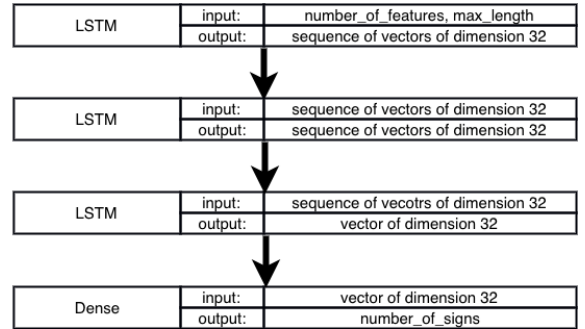 LSTM input: number_of_features, max_length
output: sequence of vectors of dimension 32
LSTM input: sequence of vectrs of dimension 32
output: sequence of vectors of dimension 32
LSTM input: sequence of vecotrs of dimension 32
output: vector of dimension 32
Dense input: vector of dimension 32
output: number_of_signs